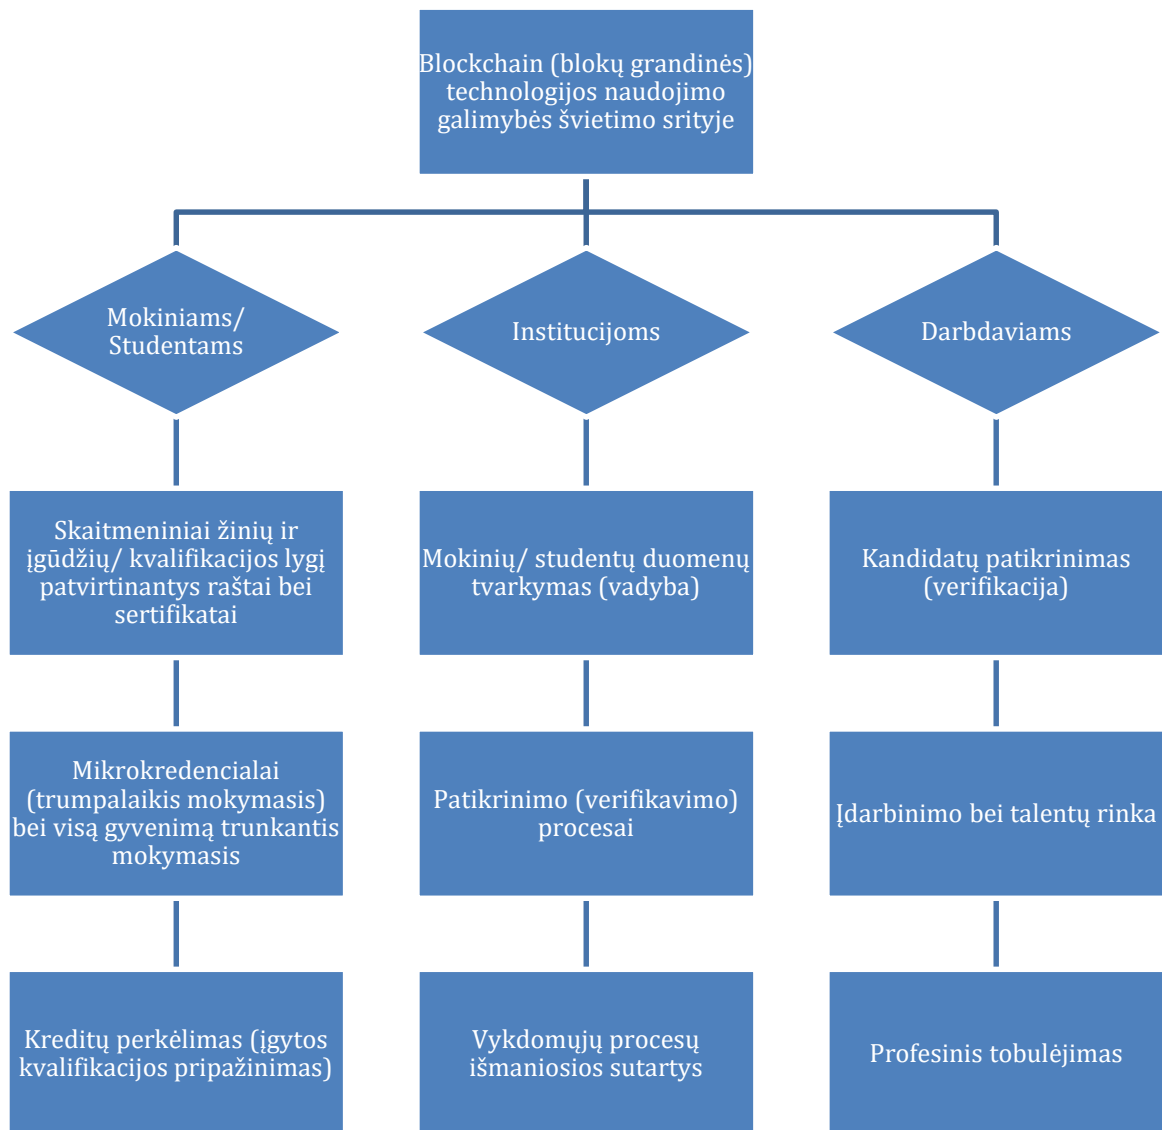 Blockchain (blokų grandinės)
technologijos naudojimo
galimybės švietimo srityje
Mokiniams/
Studentams
Institucijoms
Darbdaviams
Skaitmeniniai žinių ir
įgūdžių/ kvalifikacijos lygį
patvirtinantys raštai bei
sertifikatai
Mokinių/ studentų duomenų
tvarkymas (vadyba)
Kandidatų patikrinimas
(verifikacija)
Mikrokredencialai
(trumpalaikis mokymasis)
bei visą gyvenimą trunkantis
mokymasis
Patikrinimo (verifikavimo)
procesai
Įdarbinimo bei talentų rinka
Kreditų perkėlimas (įgytos
kvalifikacijos pripažinimas)
Vykdomųjų procesų
išmaniosios sutartys
Profesinis tobulėjimas